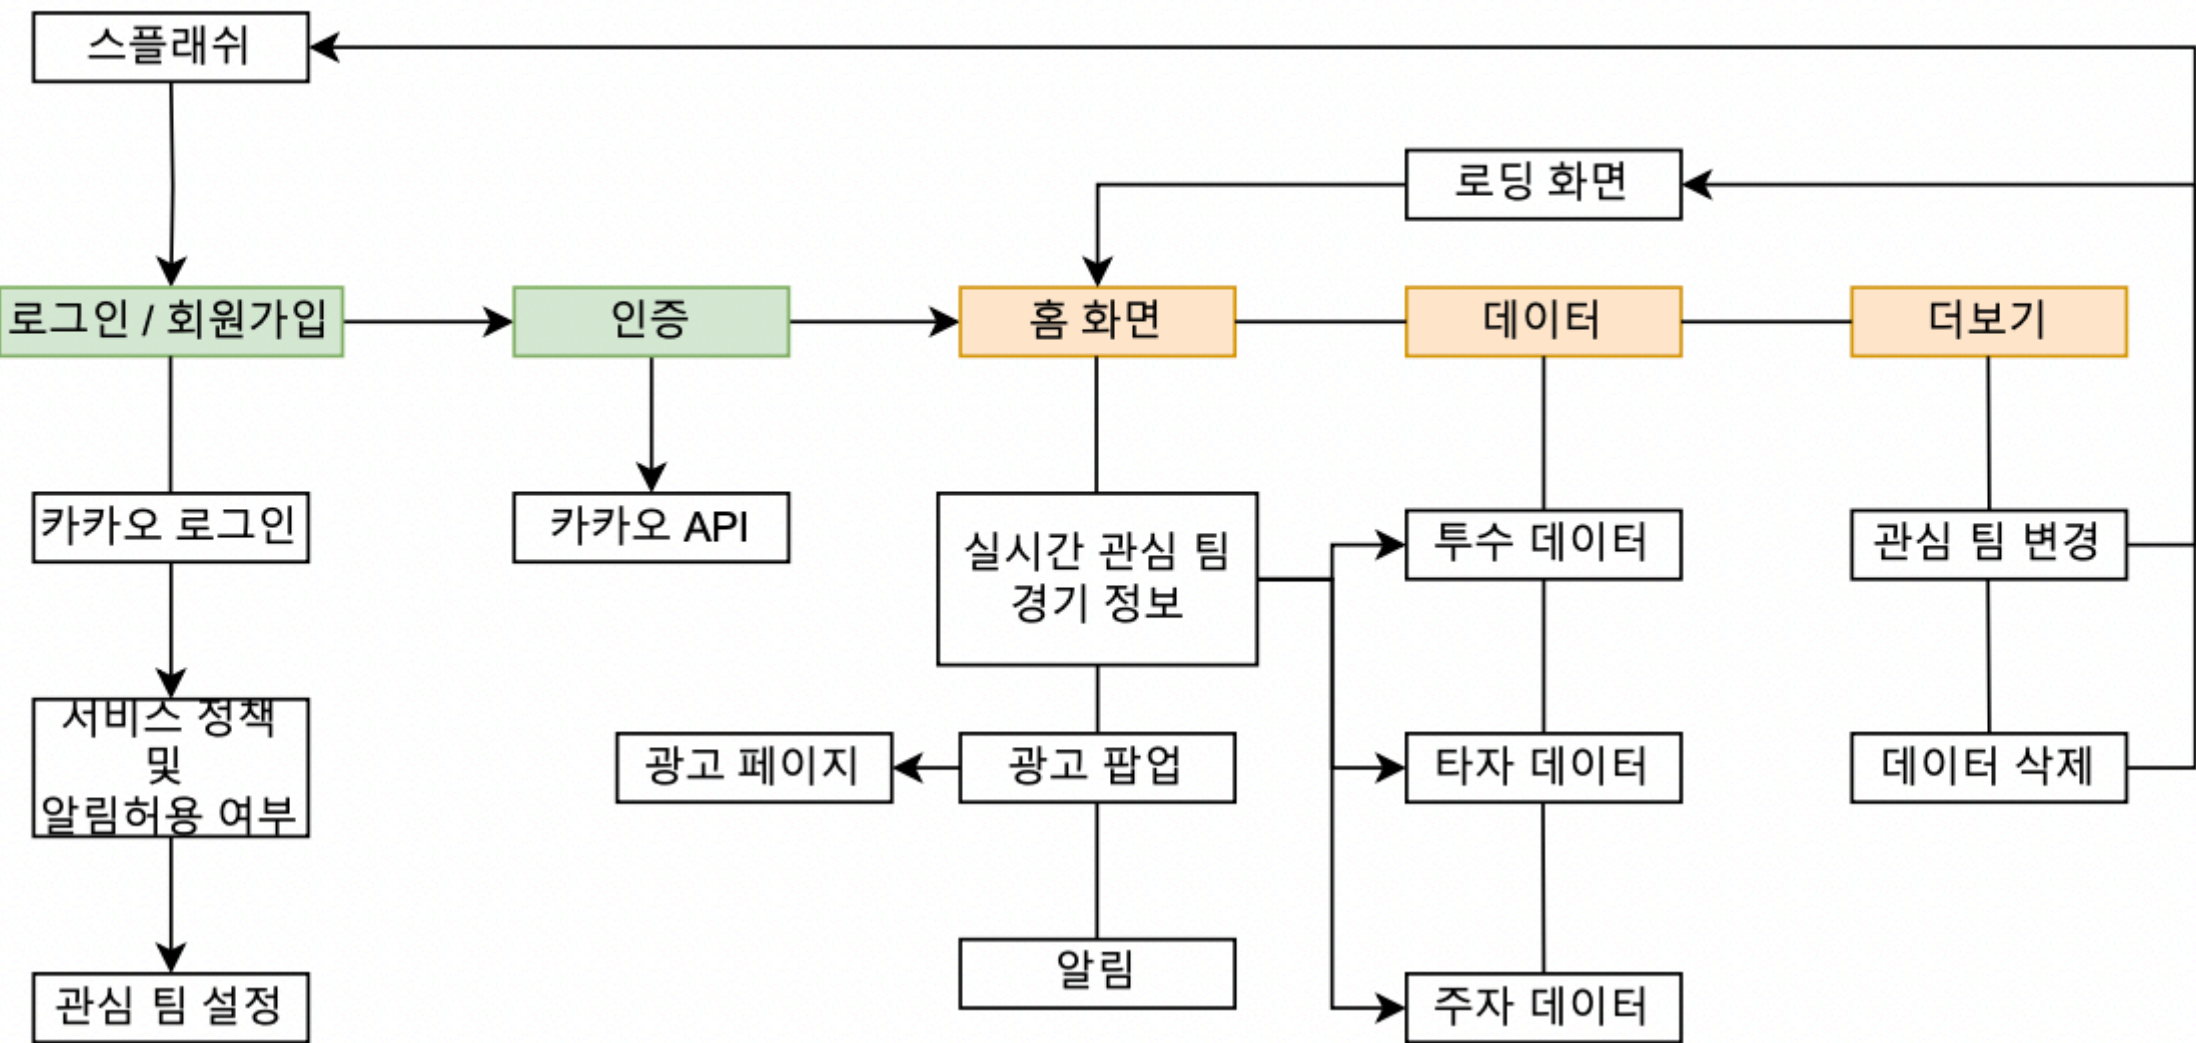 스플래쉬
로딩 화면
로그인 / 회원가입
인증
홈 화면
데이터
더보기
카카오 로그인
카카오 API
실시간 관심 팀
경기 정보
투수 데이터
관심 팀 변경
서비스 정책
및
알림허용 여부
광고 페이지
광고 팝업
타자 데이터
데이터 삭제
알림
관심 팀 설정
주자 데이터